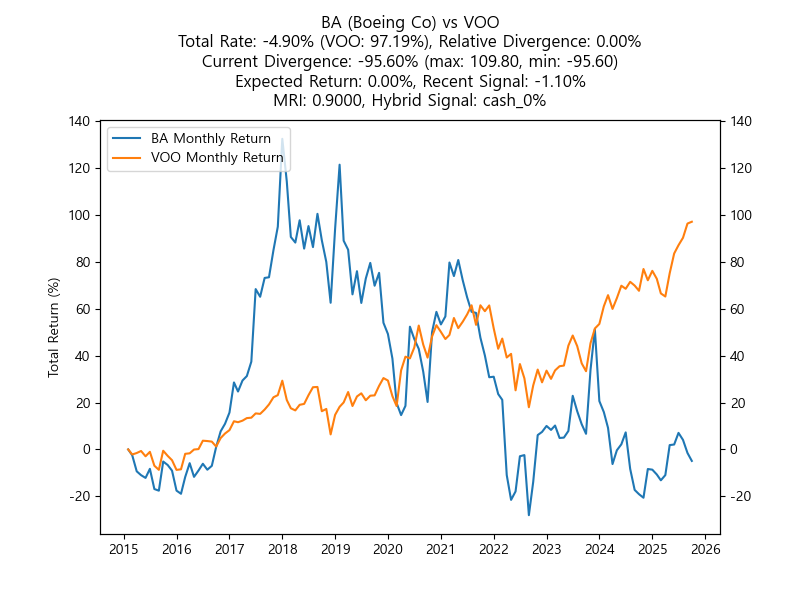 BA (Boeing Co) vs VOO
Total Rate: -4.90% (VOO: 97.19%), Relative Divergence: 0.00%
Current Divergence: -95.60% (max: 109.80, min: -95.60)
Expected Return: 0.00%, Recent Signal: -1.10%
MRI: 0.9000, Hybrid Signal: cash_0%
BA Monthly Return
VOO Monthly Return
Total Return (%)
140
120
100
80
60
40
20
0
-20
140
120
100
80
60
40
20
0
-20
2015 2016 2017 2018 2019 2020 2021 2022 2023 2024 2025 2026